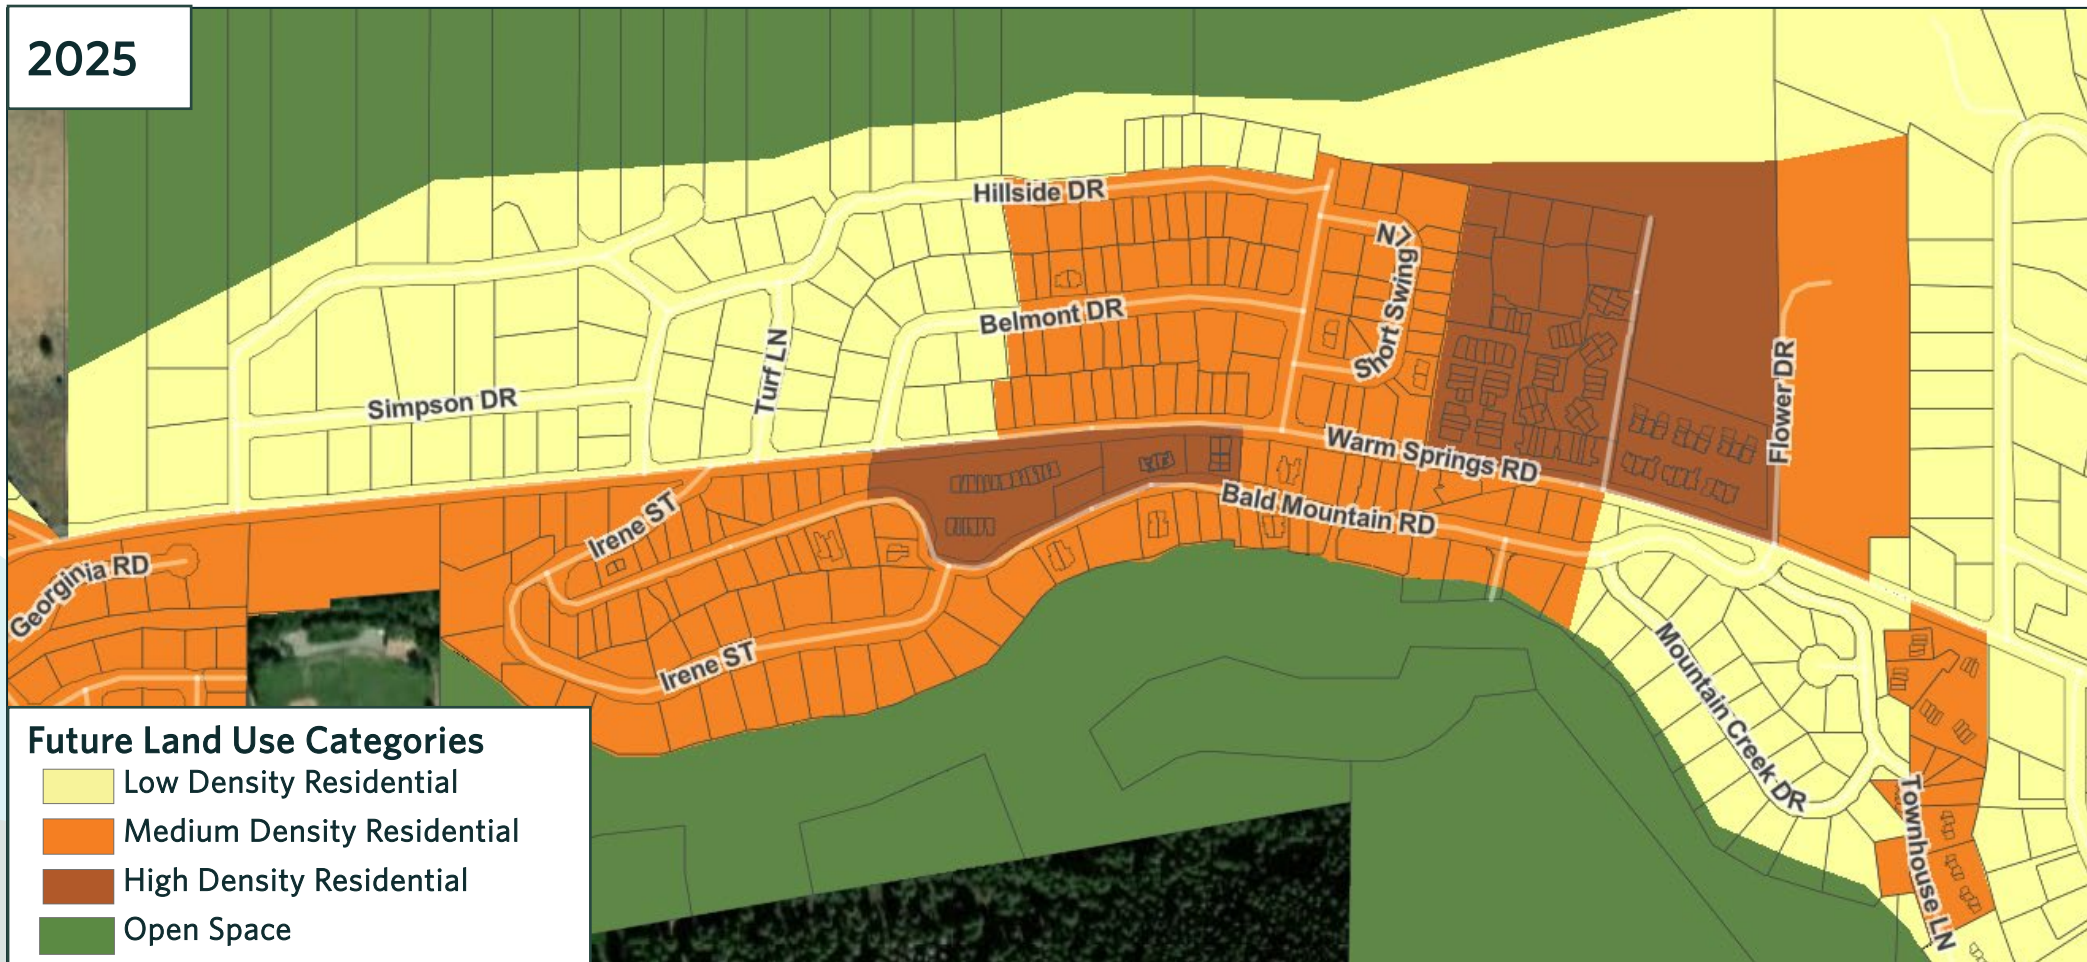 2025
Hillside DR
Short Swing LN
Belmont DR
Turf LN
Simpson DR
Flower DR
Warm Springs RD
Bald Mountain RD
Irene ST
Georginia RD
Irene ST
Mountain Creek DR
Townhouse LN
Future Land Use Categories
Low Density Residential
Medium Density Residential
High Density Residential
Open Space